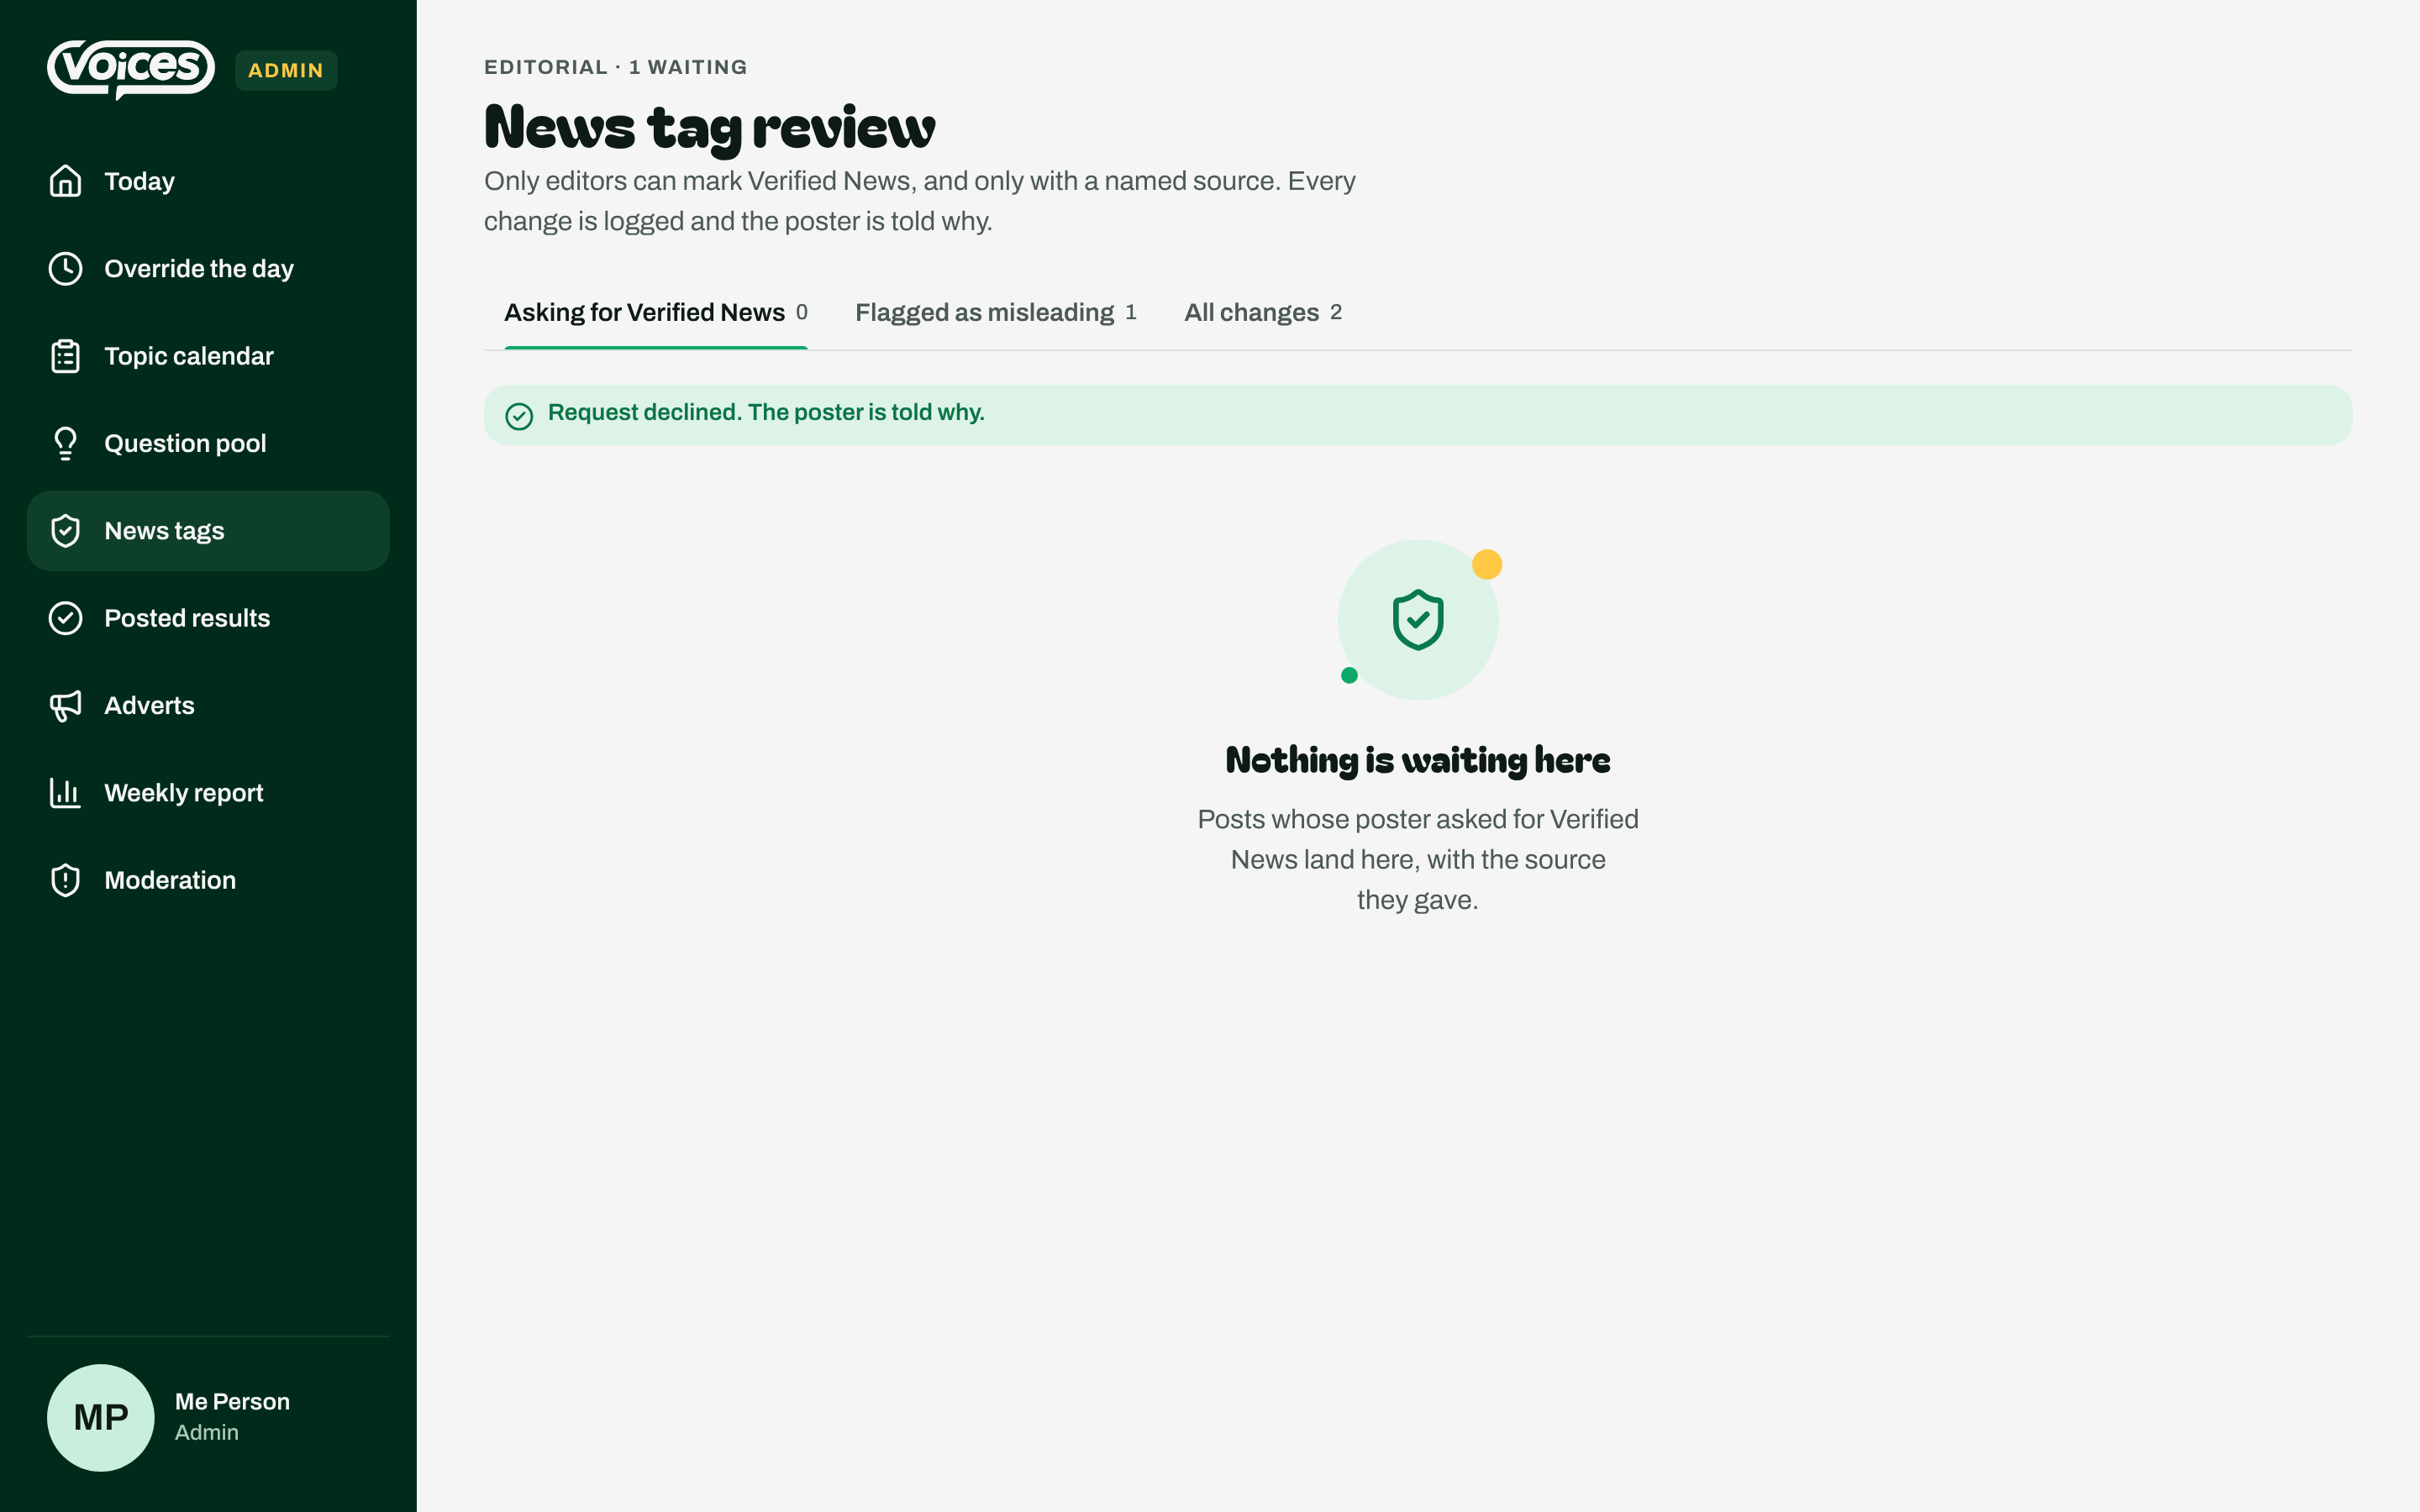 Voices
ADMIN
Today
Override the day
Topic calendar
Question pool
News tags
Posted results
Adverts
Weekly report
Moderation
MP
Me Person
Admin
EDITORIAL · 1 WAITING
News tag review
Only editors can mark Verified News, and only with a named source. Every
change is logged and the poster is told why.
Asking for Verified News 0
Flagged as misleading 1
All changes 2
Request declined. The poster is told why.
Nothing is waiting here
Posts whose poster asked for Verified
News land here, with the source
they gave.